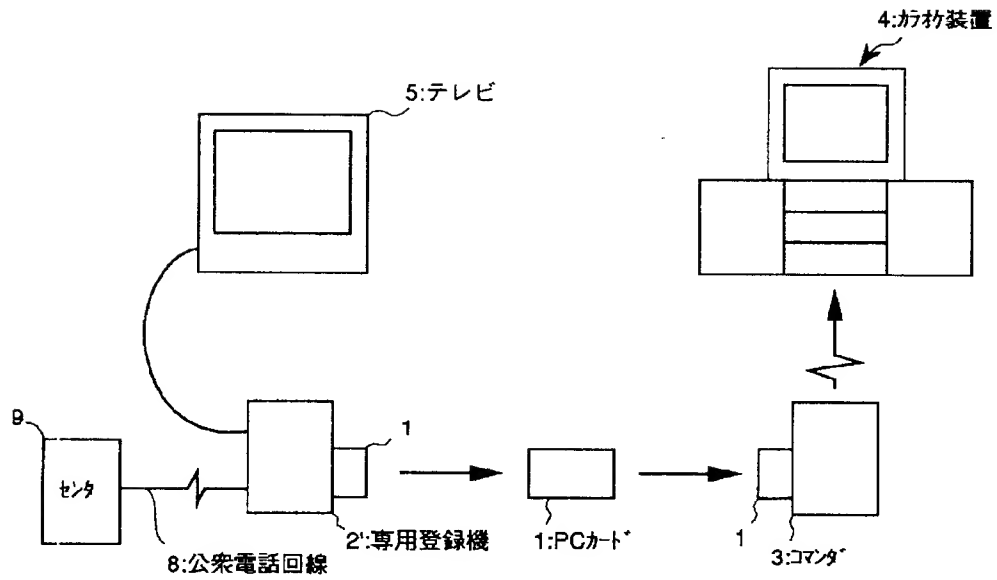 4:ｶﾗｵｹ装置
5:テレビ
9
センタ
1
2':専用登録機
1:PCｶｰﾄﾞ
1
3:ｺﾏﾝﾀﾞ
8:公衆電話回線